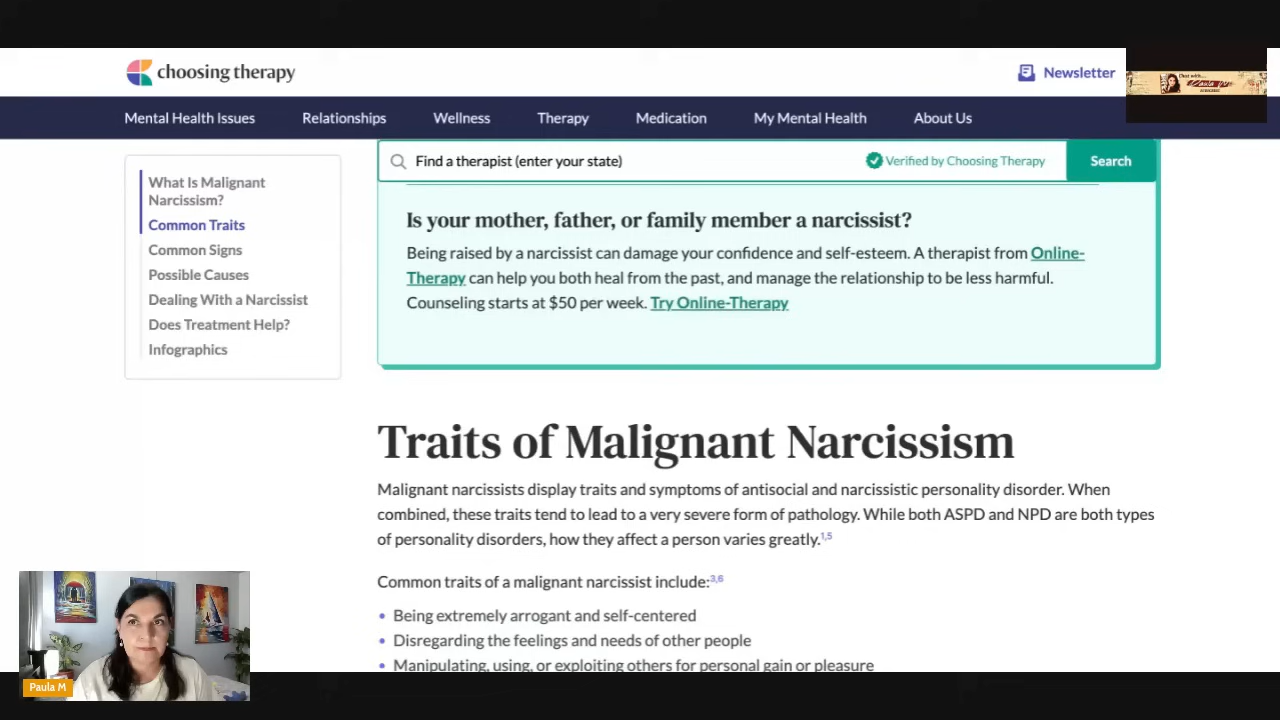 choosing therapy
Newsletter
Chat with....
Mental Health Issues
Relationships
Wellness
Therapy
Medication
My Mental Health
About Us
Find a therapist (enter your state)
Verified by Choosing Therapy
Search
What Is Malignant
Narcissism?
Common Traits
Common Signs
Possible Causes
Dealing With a Narcissist
Does Treatment Help?
Infographics
Is your mother, father, or family member a narcissist?
Being raised by a narcissist can damage your confidence and self-esteem. A therapist from Online-
Therapy can help you both heal from the past, and manage the relationship to be less harmful.
Counseling starts at $50 per week. Try Online-Therapy
Traits of Malignant Narcissism
Malignant narcissists display traits and symptoms of antisocial and narcissistic personality disorder. When
combined, these traits tend to lead to a very severe form of pathology. While both ASPD and NPD are both types
of personality disorders, how they affect a person varies greatly.1,5
Common traits of a malignant narcissist include:3,6
• Being extremely arrogant and self-centered
• Disregarding the feelings and needs of other people
• Manipulating, using, or exploiting others for personal gain or pleasure
Paula M